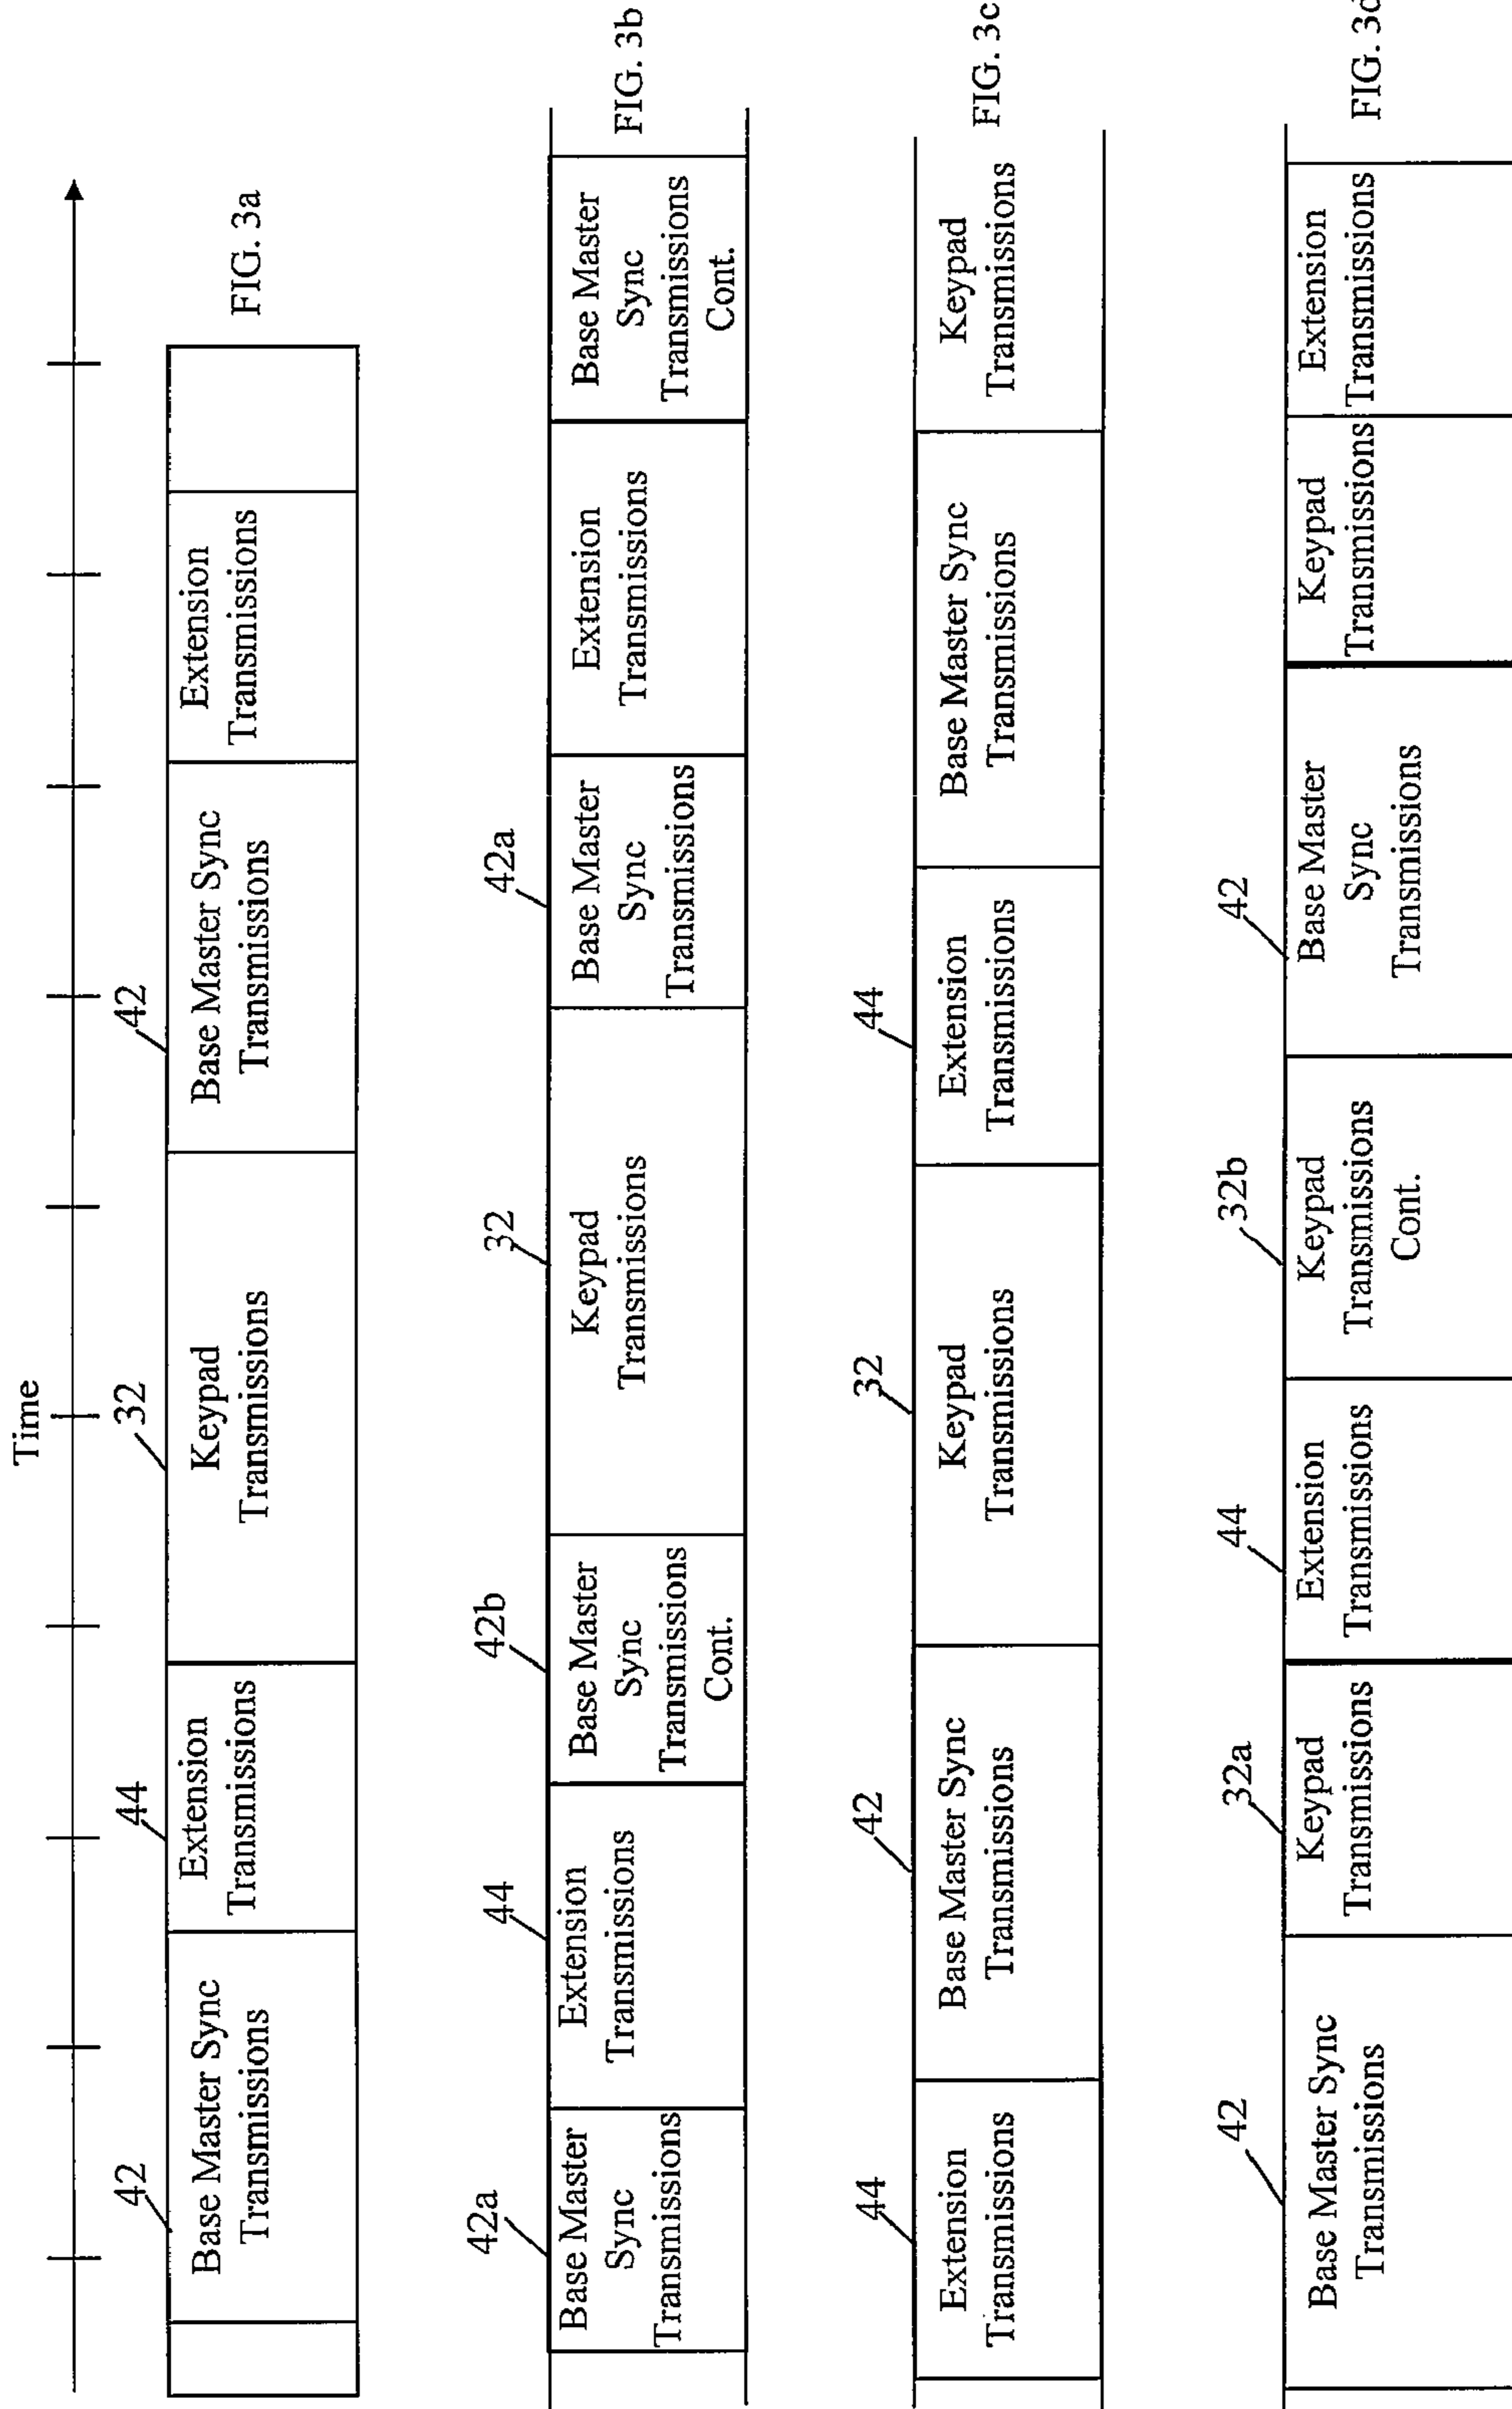 Time
42
44
32
42
Base Master Sync
Transmissions
Extension
Transmissions
Keypad
Transmissions
Base Master Sync
Transmissions
Extension
Transmissions
FIG. 3a
42a
44
42b
32
42a
Base Master
Sync
Transmissions
Extension
Transmissions
Base Master
Sync
Transmissions
Cont.
Keypad
Transmissions
Base Master
Sync
Transmissions
Extension
Transmissions
Base Master
Sync
Transmissions
Cont.
FIG. 3b
44
42
32
44
Extension
Transmissions
Base Master Sync
Transmissions
Keypad
Transmissions
Extension
Transmissions
Base Master Sync
Transmissions
Keypad
Transmissions
FIG. 3c
42
32a
44
32b
42
Base Master Sync
Transmissions
Keypad
Transmissions
Extension
Transmissions
Keypad
Transmissions
Cont.
Base Master
Sync
Transmissions
Keypad
Transmissions
Extension
Transmissions
FIG. 3d